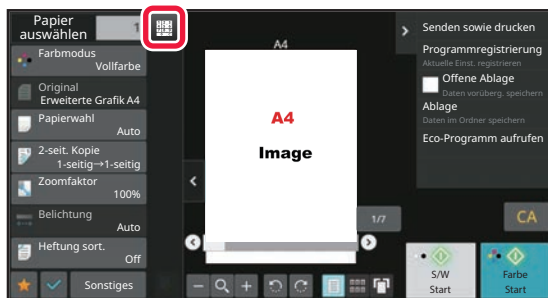 Papier
auswählen
1
Farbmodus
Vollfarbe
Original
Erweiterte Grafik A4
Papierwahl
Auto
2-seit. Kopie
1-seitig→1-seitig
Zoomfaktor
100%
Belichtung
Auto
Heftung sort.
Off
Sonstiges
A4
A4
Image
1/7
Senden sowie drucken
Programmregistrierung
Aktuelle Einst. registrieren
Offene Ablage
Daten vorüberg. speichern
Ablage
Daten im Ordner speichern
Eco-Programm aufrufen
CA
S/W
Start
Farbe
Start